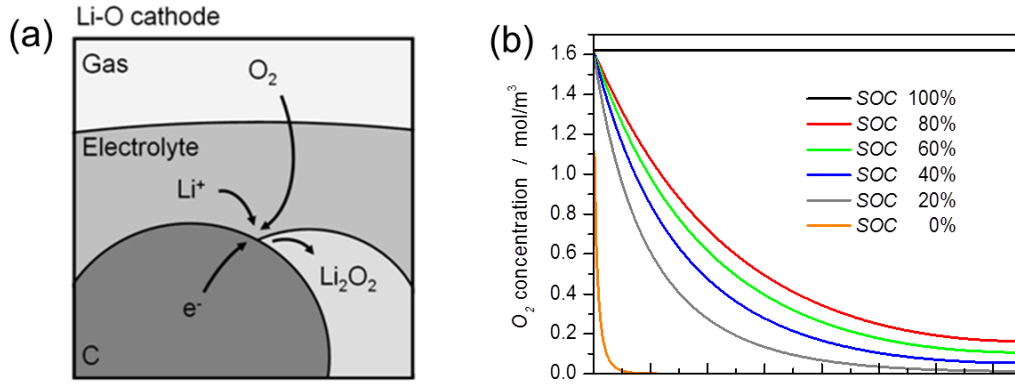 Li-O cathode
(a)
Gas
O₂
Electrolyte
Li⁺
Li₂O₂
e⁻
C
(b)
O₂ concentration / mol/m³
1.6
1.4
1.2
1.0
0.8
0.6
0.4
0.2
0.0
SOC 100%
SOC 80%
SOC 60%
SOC 40%
SOC 20%
SOC 0%